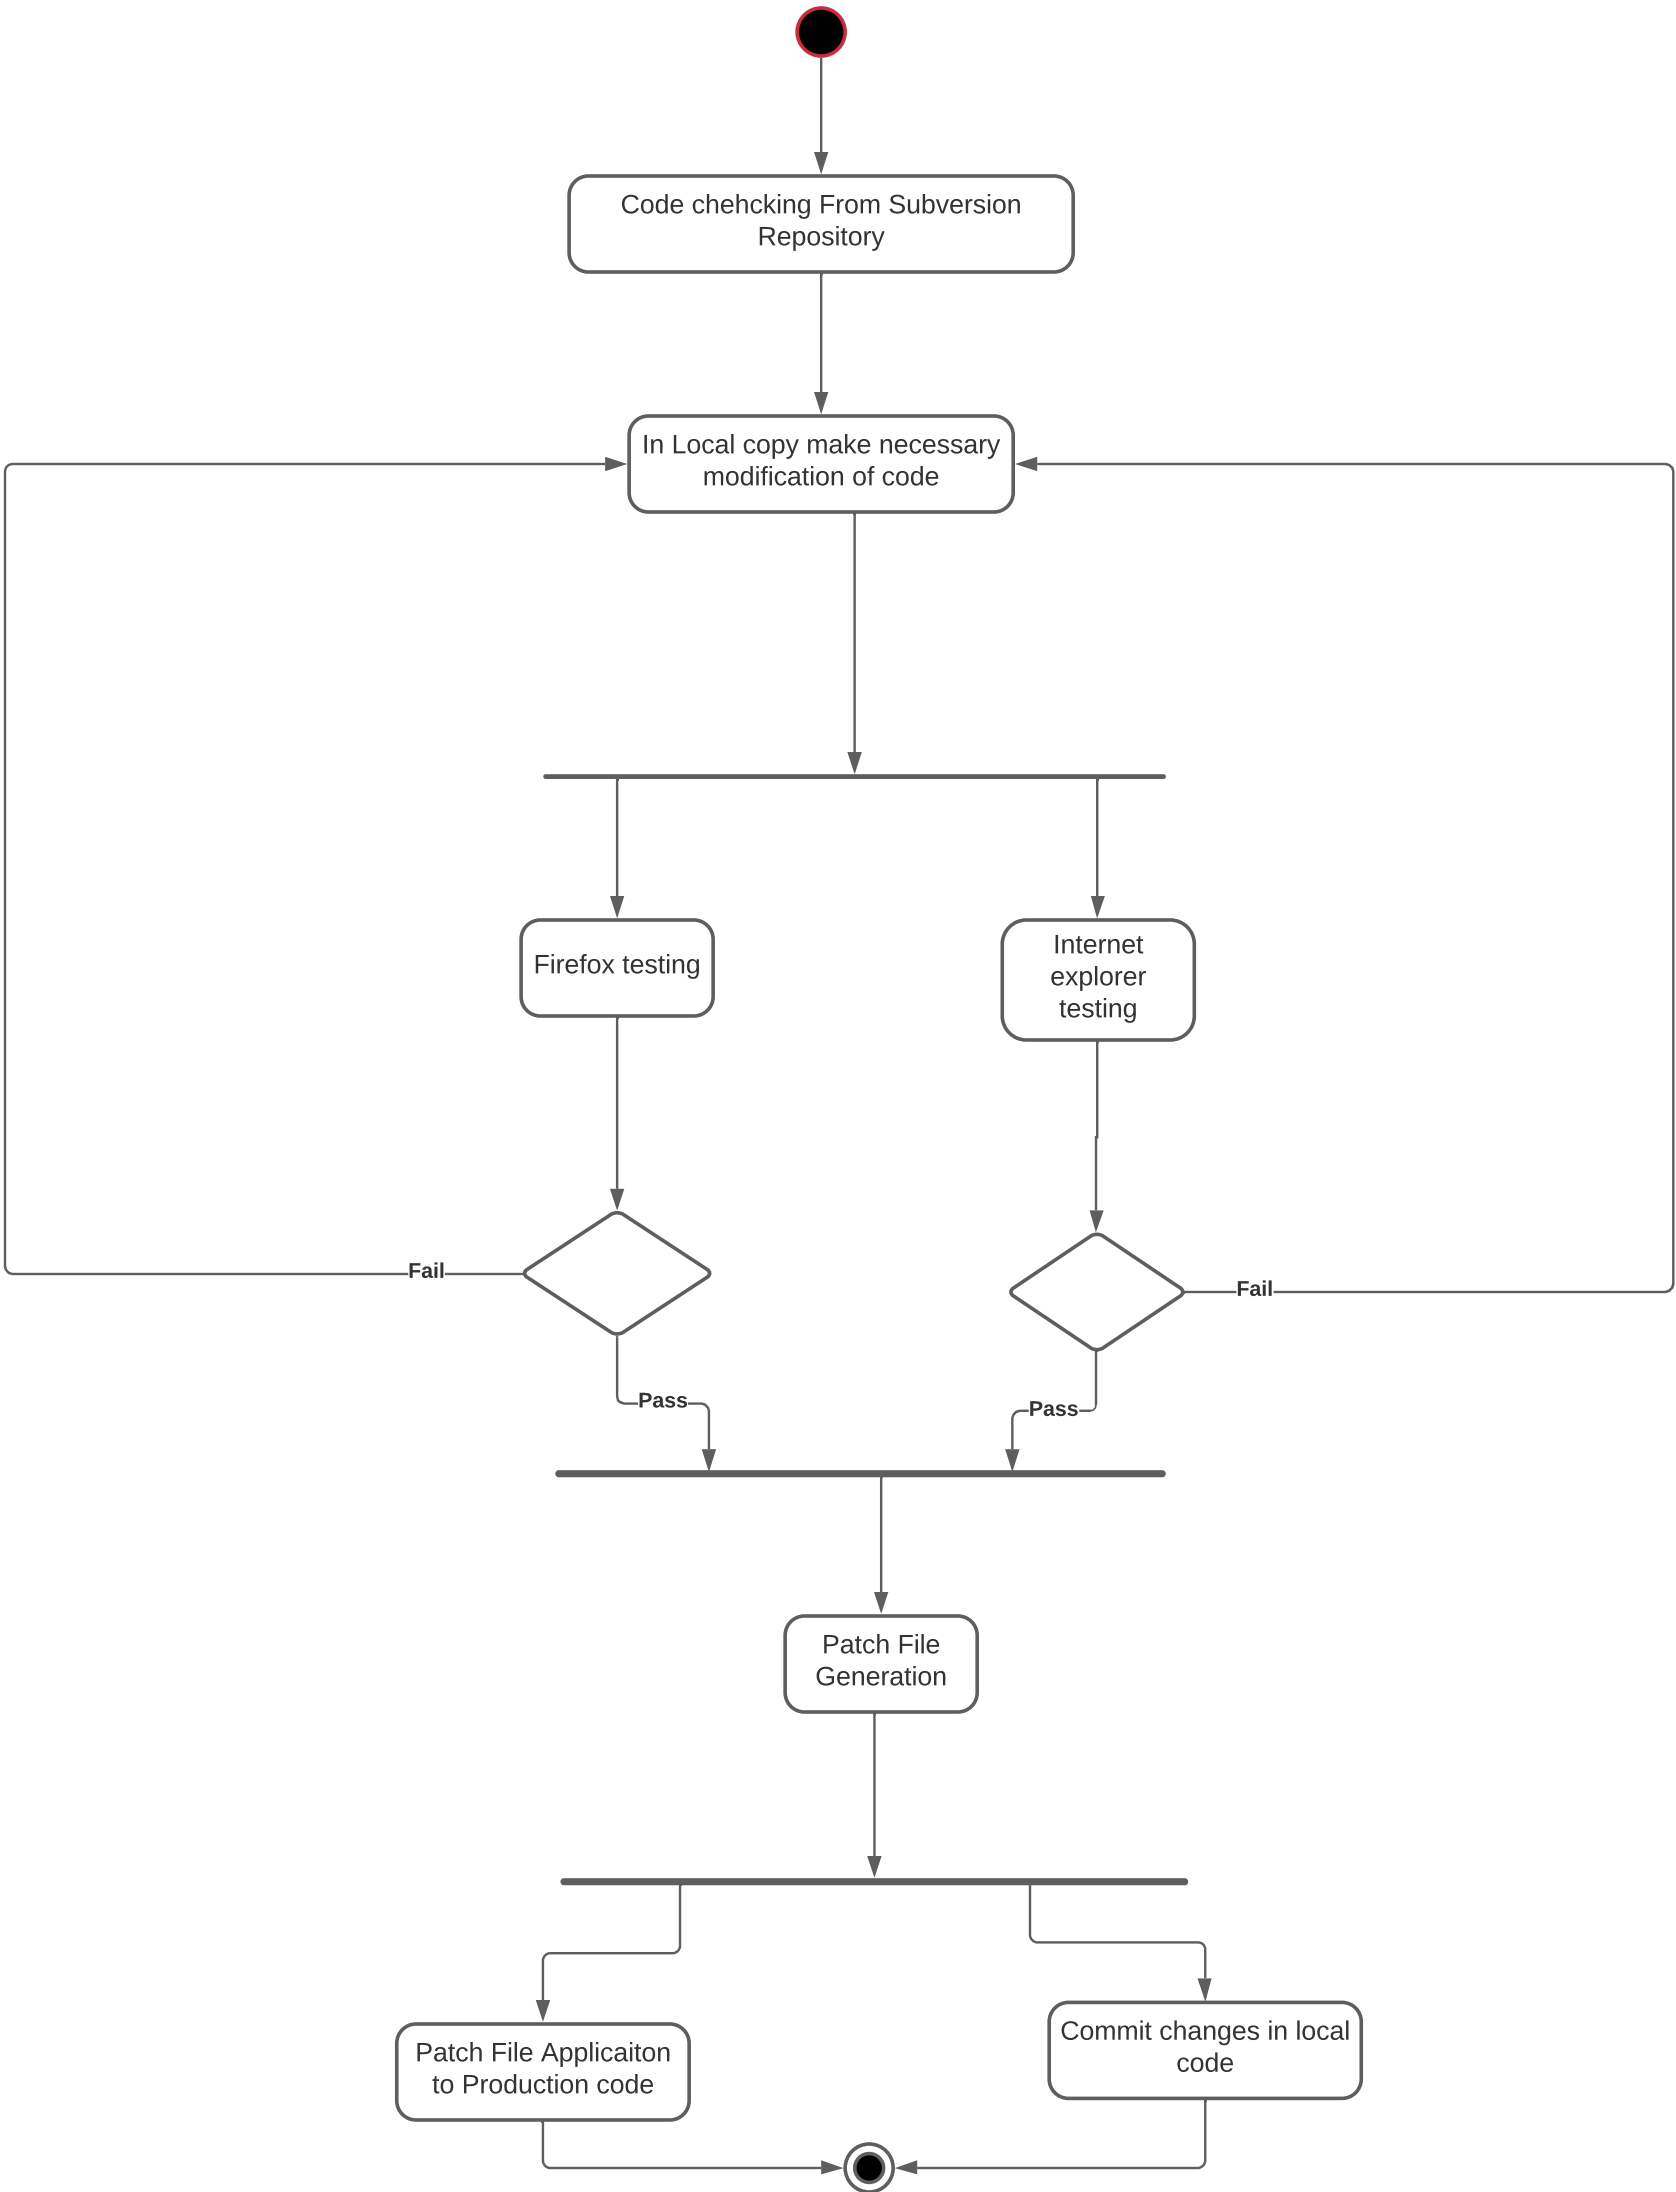 Code chehcking From Subversion
Repository
In Local copy make necessary
modification of code
Firefox testing
Internet
explorer
testing
Fail
Fail
Pass
Pass
Patch File
Generation
Patch File Applicaiton
to Production code
Commit changes in local
code